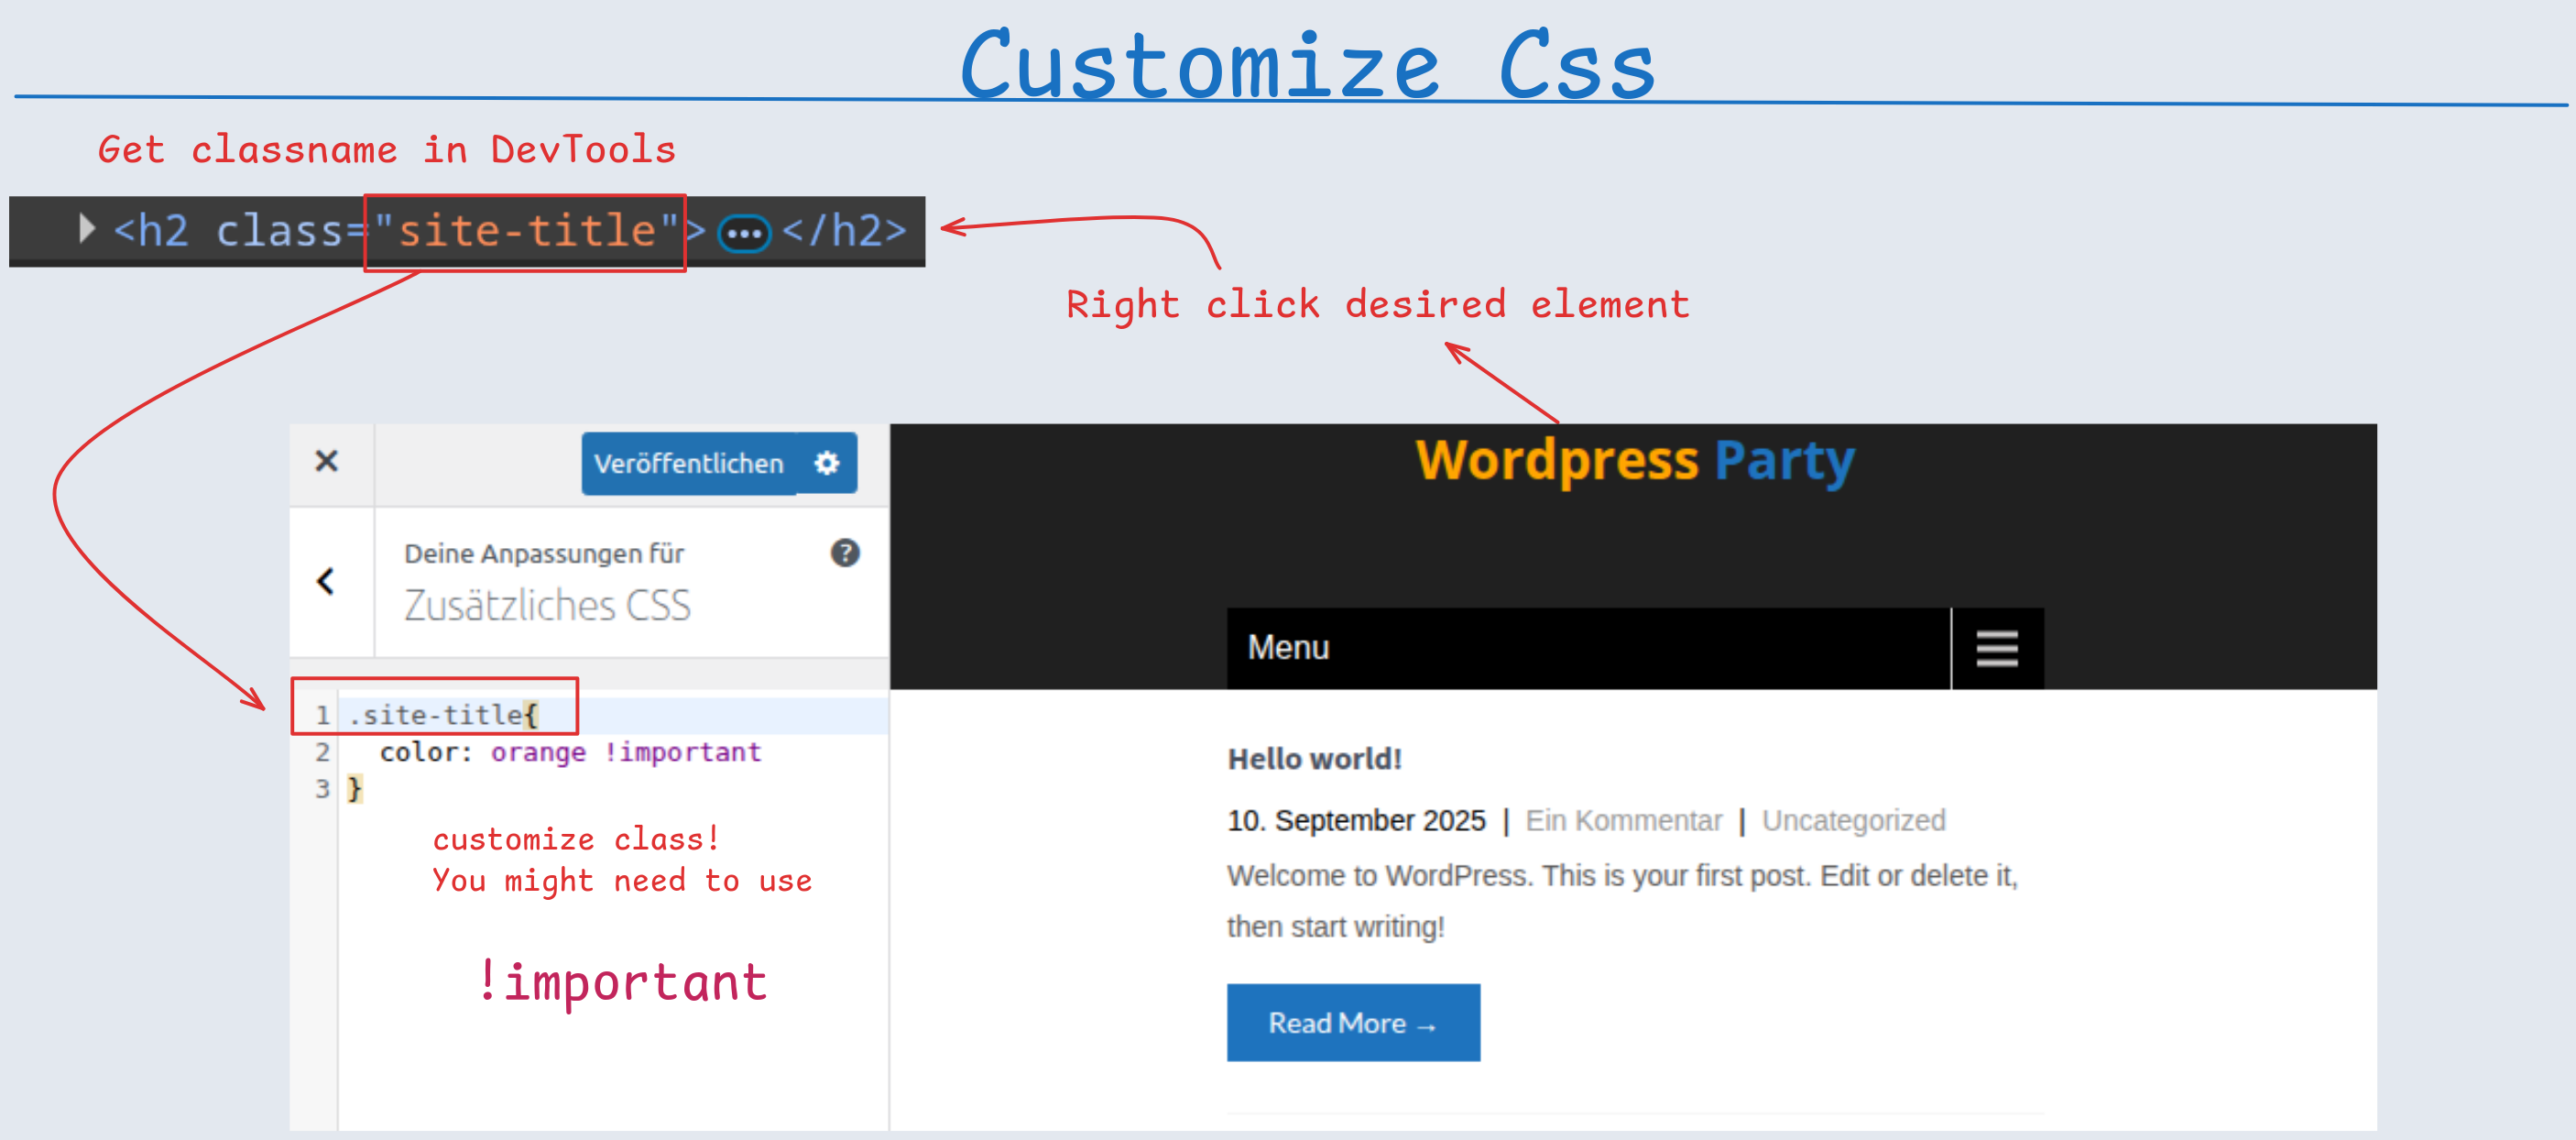 Customize Css
Get classname in DevTools
<h2 class="site-title">…</h2>
Right click desired element
Veröffentlichen
Deine Anpassungen für
Zusätzliches CSS
1 .site-title{
2 color: orange !important
3 }
customize class!
You might need to use
!important
Wordpress Party
Menu
Hello world!
10. September 2025 | Ein Kommentar | Uncategorized
Welcome to WordPress. This is your first post. Edit or delete it,
then start writing!
Read More →